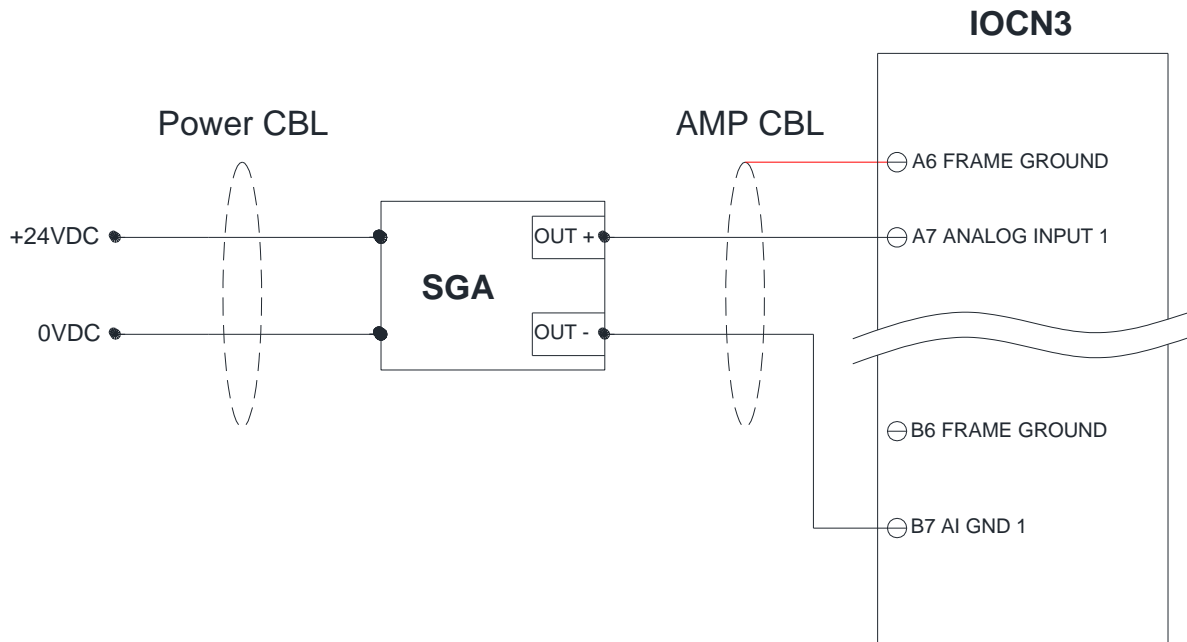 IOCN3
Power CBL
AMP CBL
A6 FRAME GROUND
+24VDC
OUT +
A7 ANALOG INPUT 1
SGA
0VDC
OUT -
B6 FRAME GROUND
B7 AI GND 1